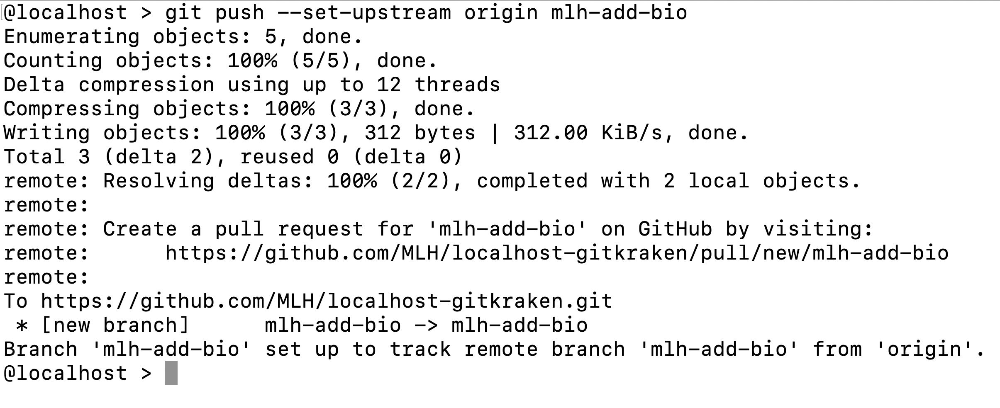 @localhost > git push --set-upstream origin mlh-add-bio
Enumerating objects: 5, done.
Counting objects: 100% (5/5), done.
Delta compression using up to 12 threads
Compressing objects: 100% (3/3), done.
Writing objects: 100% (3/3), 312 bytes | 312.00 KiB/s, done.
Total 3 (delta 2), reused 0 (delta 0)
remote: Resolving deltas: 100% (2/2), completed with 2 local objects.
remote:
remote: Create a pull request for 'mlh-add-bio' on GitHub by visiting:
remote:      https://github.com/MLH/localhost-gitkraken/pull/new/mlh-add-bio
remote:
To https://github.com/MLH/localhost-gitkraken.git
 * [new branch]      mlh-add-bio -> mlh-add-bio
Branch 'mlh-add-bio' set up to track remote branch 'mlh-add-bio' from 'origin'.
@localhost >